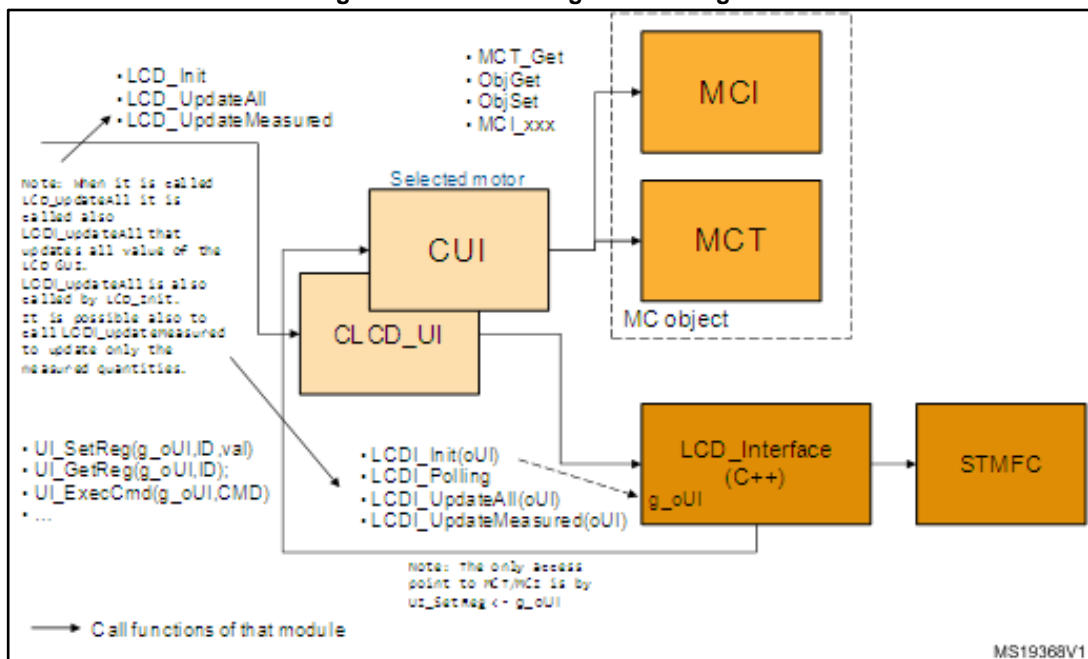 • LCD_Init
• LCD_UpdateAll
• LCD_UpdateMeasured
• MCT_Get
• ObjGet
• ObjSet
• MCI_xxx
MCI
MCT
MC object
Note: When it is called
LCD_UpdateAll it is
called also
LCDI_UpdateAll that
updates all value of the
LCD GUI.
LCDI_UpdateAll is also
called by LCD_Init.
It is possible also to
call LCDI_UpdateMeasured
to update only the
measured quantities.
Selected motor
CUI
CLCD_UI
• UI_SetReg(g_oUI,ID,val)
• UI_GetReg(g_oUI,ID);
• UI_ExecCmd(g_oUI,CMD)
• ...
• LCDI_Init(oUI)
• LCDI_Polling
• LCDI_UpdateAll(oUI)
• LCDI_UpdateMeasured(oUI)
LCD_Interface
(C++)
g_oUI
STMFC
Note: The only access
point to MCT/MCI is by
UI_SetReg <- g_oUI
Call functions of that module
MS19368V1